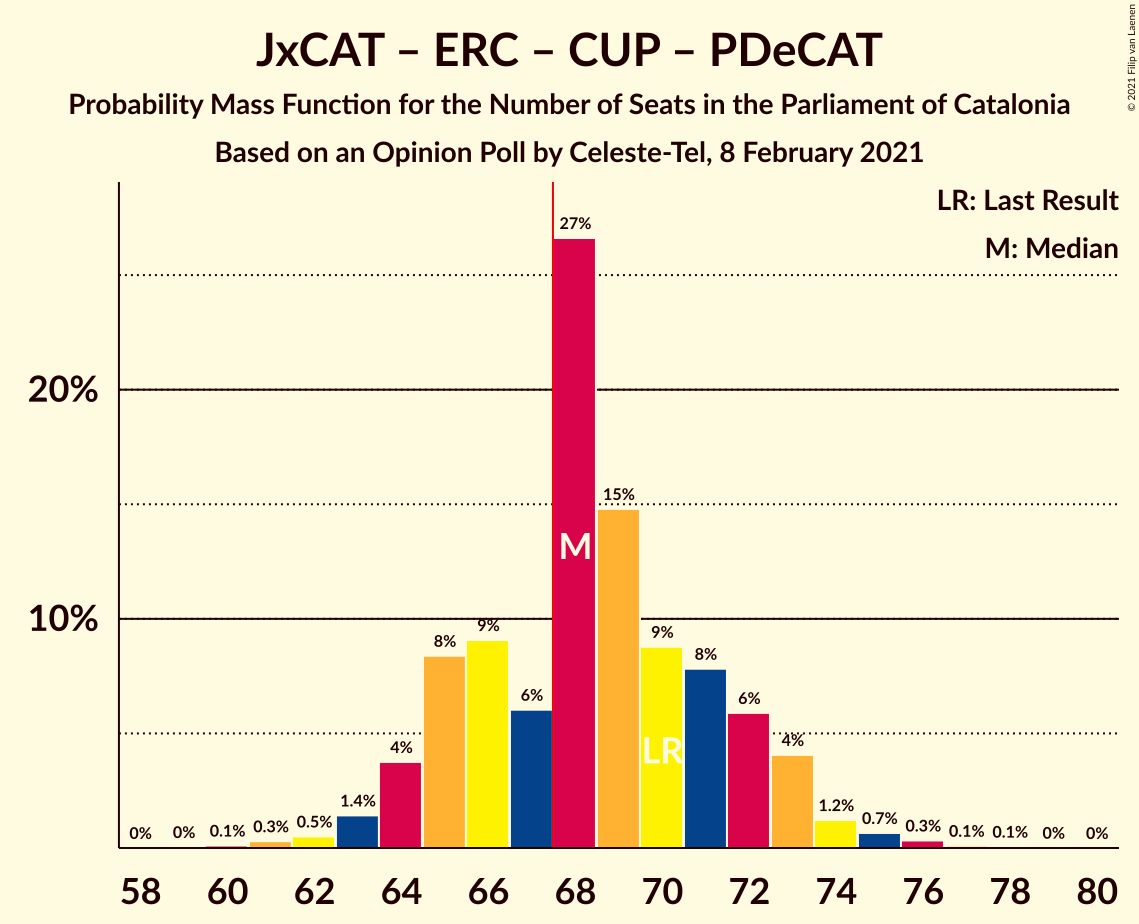 JxCAT – ERC – CUP – PDeCAT
Probability Mass Function for the Number of Seats in the Parliament of Catalonia
Based on an Opinion Poll by Celeste-Tel, 8 February 2021
© 2021 Filip van Laenen
LR: Last Result
M: Median
20%
10%
0%
0%
0.1%
0.3%
0.5%
1.4%
4%
8%
9%
6%
27%
15%
9%
8%
6%
4%
1.2%
0.7%
0.3%
0.1%
0.1%
0%
0%
M
LR
58 60 62 64 66 68 70 72 74 76 78 80